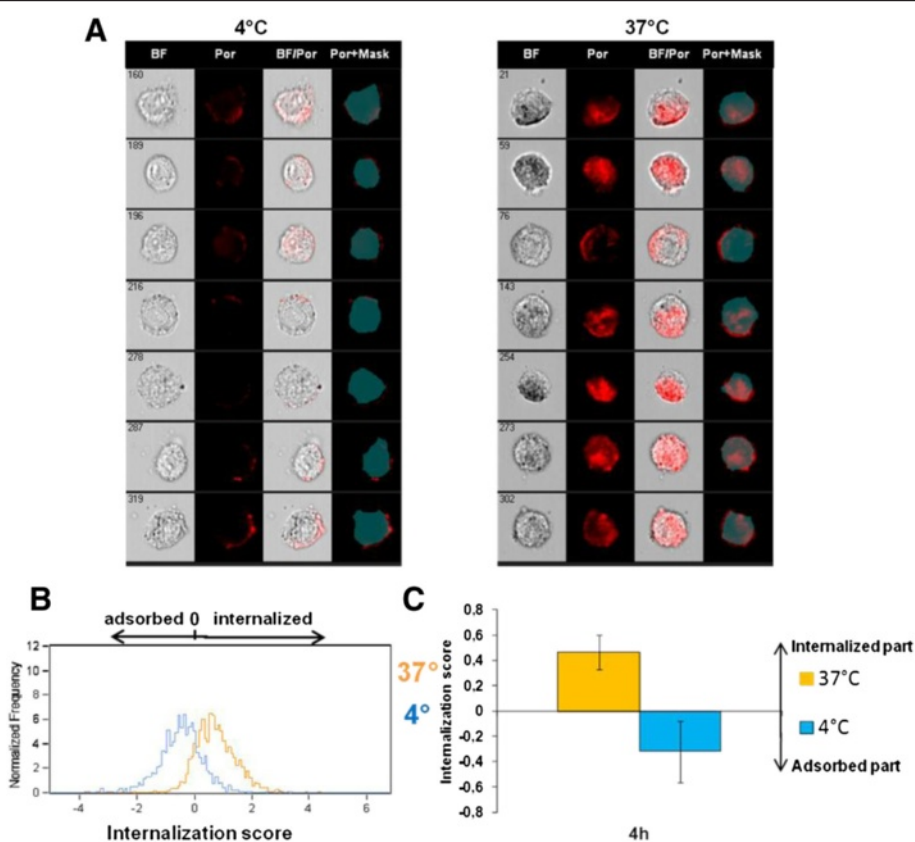 A
4°C
37°C
BF Por BF/Por Por+Mask
BF Por BF/Por Por+Mask
160
189
196
216
278
287
319
21
59
76
143
254
273
302
B
adsorbed 0 internalized
Normalized Frequency
12
10
8
6
4
2
0
-4 -2 0 2 4 6
Internalization score
37°
4°
C
Internalization score
0.8
0.6
0.4
0.2
0
-0.2
-0.4
-0.6
-0.8
4h
Internalized part
37°C
4°C
Adsorbed part